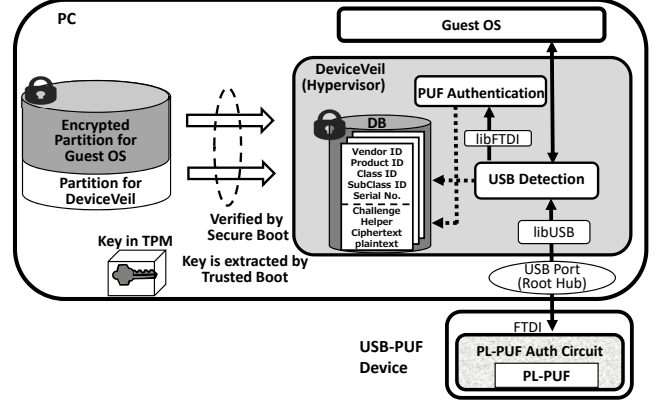 PC
Guest OS
DeviceVeil
(Hypervisor)
PUF Authentication
DB
libFTDI
Encrypted
Partition for
Guest OS
Partition for
DeviceVeil
Vendor ID
Product ID
Class ID
SubClass ID
Serial No.
Challenge
Helper
Ciphertext
plaintext
USB Detection
Verified by
Secure Boot
libUSB
Key in TPM
Key is extracted by
Trusted Boot
USB Port
(Root Hub)
USB-PUF
Device
FTDI
PL-PUF Auth Circuit
PL-PUF